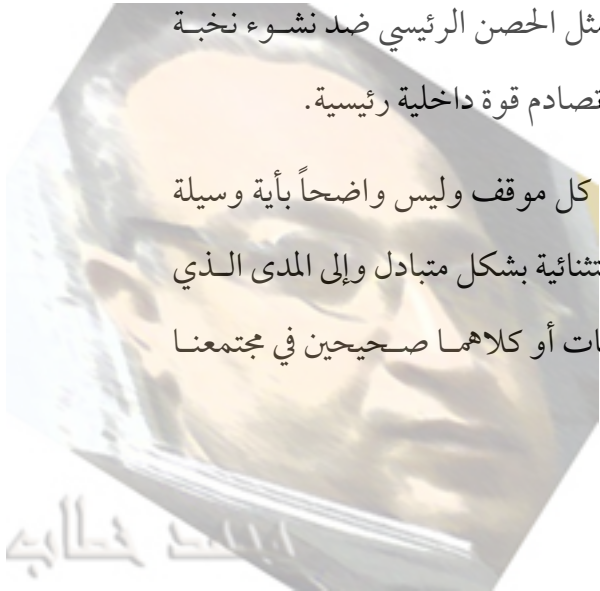 مثل الحصن الرئيسي ضد نشوء نخبة
تصادم قوة داخلية رئيسية.
كل موقف وليس واضحاً بأية وسيلة
تثنائية بشكل متبادل وإلى المدى الذي
ات أو كلاهما صحيحين في مجتمعنا